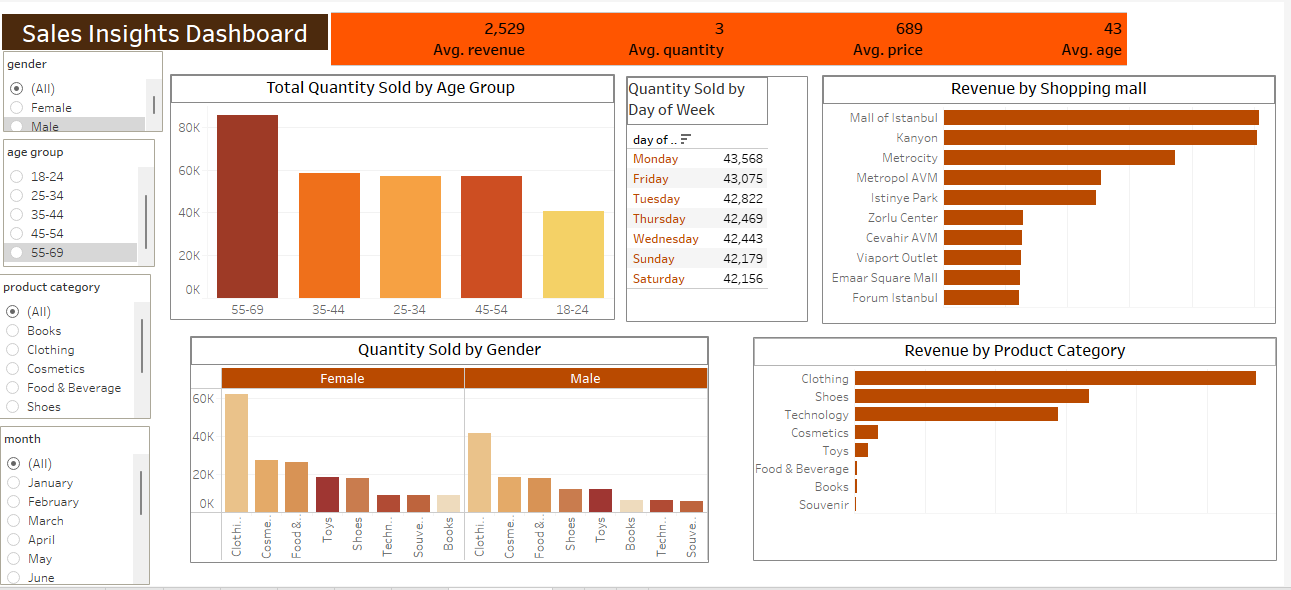 Sales Insights Dashboard
2,529
Avg. revenue
3
Avg. quantity
689
Avg. price
43
Avg. age
gender
(All)
Female
Male
age group
18-24
25-34
35-44
45-54
55-69
product category
(All)
Books
Clothing
Cosmetics
Food & Beverage
Shoes
month
(All)
January
February
March
April
May
June
Total Quantity Sold by Age Group
80K
60K
40K
20K
0K
55-69
35-44
25-34
45-54
18-24
Quantity Sold by
Day of Week
day of ..
Monday 43,568
Friday 43,075
Tuesday 42,822
Thursday 42,469
Wednesday 42,443
Sunday 42,179
Saturday 42,156
Revenue by Shopping mall
Mall of Istanbul
Kanyon
Metrocity
Metropol AVM
Istinye Park
Zorlu Center
Cevahir AVM
Viaport Outlet
Emaar Square Mall
Forum Istanbul
Quantity Sold by Gender
Female
Male
60K
40K
20K
0K
Clothi..
Cosme..
Food &..
Toys
Shoes
Techn..
Souve..
Books
Clothi..
Cosme..
Food &..
Shoes
Toys
Books
Techn..
Souve..
Revenue by Product Category
Clothing
Shoes
Technology
Cosmetics
Toys
Food & Beverage
Books
Souvenir